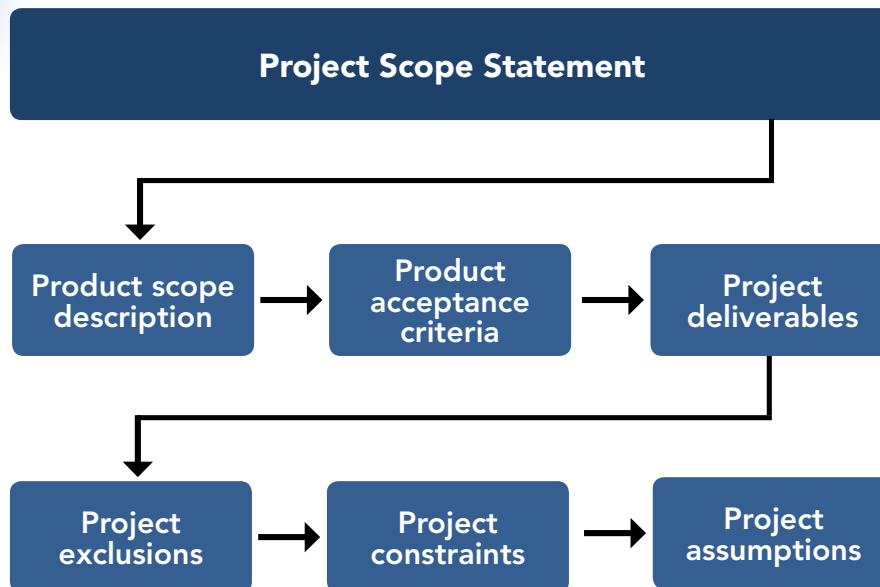 Project Scope Statement
Product scope
description
Product
acceptance
criteria
Project
deliverables
Project
exclusions
Project
constraints
Project
assumptions